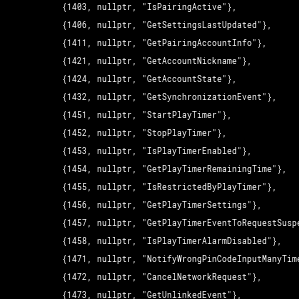 {1403, nullptr, "IsPairingActive"},
{1406, nullptr, "GetSettingsLastUpdated"},
{1411, nullptr, "GetPairingAccountInfo"},
{1421, nullptr, "GetAccountNickname"},
{1424, nullptr, "GetAccountState"},
{1432, nullptr, "GetSynchronizationEvent"},
{1451, nullptr, "StartPlayTimer"},
{1452, nullptr, "StopPlayTimer"},
{1453, nullptr, "IsPlayTimerEnabled"},
{1454, nullptr, "GetPlayTimerRemainingTime"},
{1455, nullptr, "IsRestrictedByPlayTimer"},
{1456, nullptr, "GetPlayTimerSettings"},
{1457, nullptr, "GetPlayTimerEventToRequestSuspe
{1458, nullptr, "IsPlayTimerAlarmDisabled"},
{1471, nullptr, "NotifyWrongPinCodeInputManyTime
{1472, nullptr, "CancelNetworkRequest"},
{1473, nullptr, "GetUnlinkedEvent"},